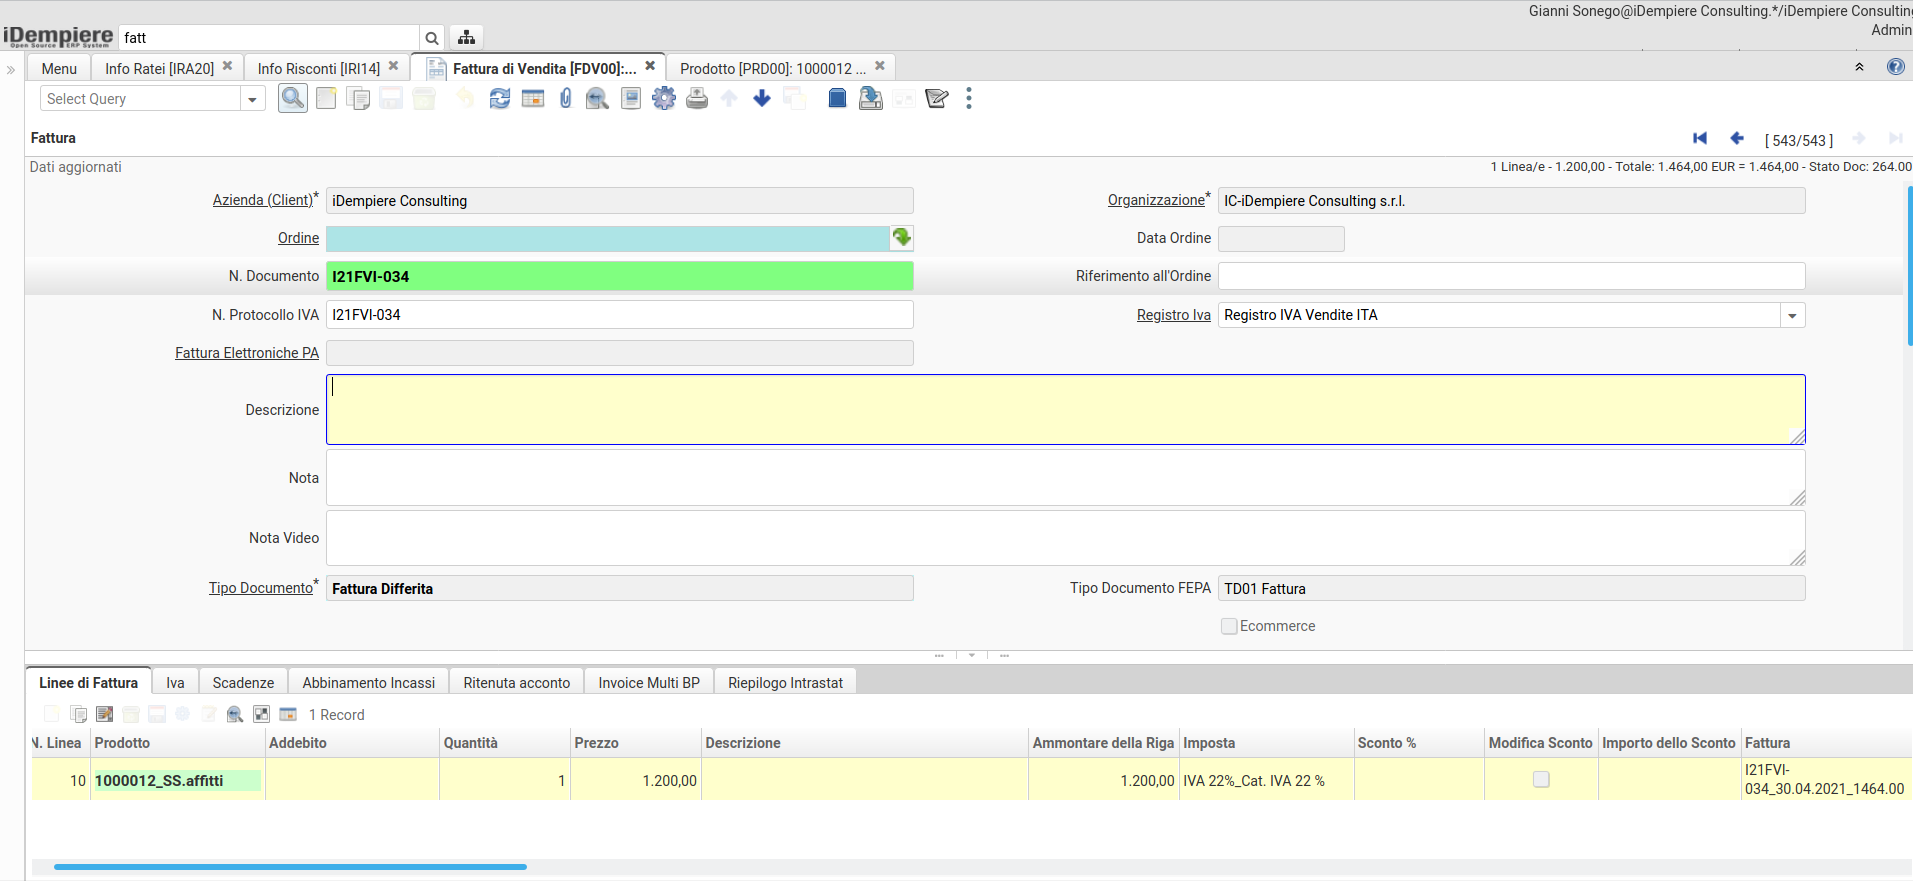 Gianni Sonego@iDempiere Consulting.*/iDempiere Consulting
Admin
iDempiere
Open Source ERP System
fatt
Menu
Info Ratei [IRA20]
Info Risconti [IRI14]
Fattura di Vendita [FDV00]:...
Prodotto [PRD00]: 1000012 ...
Select Query
Fattura
[ 543/543 ]
Dati aggiornati
1 Linea/e - 1.200,00 - Totale: 1.464,00 EUR = 1.464,00 - Stato Doc: 264.00
Azienda (Client)* iDempiere Consulting
Organizzazione* IC-iDempiere Consulting s.r.l.
Ordine
Data Ordine
N. Documento I21FVI-034
Riferimento all'Ordine
N. Protocollo IVA I21FVI-034
Registro Iva Registro IVA Vendite ITA
Fattura Elettroniche PA
Descrizione
Nota
Nota Video
Tipo Documento* Fattura Differita
Tipo Documento FEPA TD01 Fattura
Ecommerce
Linee di Fattura
Iva
Scadenze
Abbinamento Incassi
Ritenuta acconto
Invoice Multi BP
Riepilogo Intrastat
1 Record
N. Linea Prodotto Addebito Quantità Prezzo Descrizione Ammontare della Riga Imposta Sconto % Modifica Sconto Importo dello Sconto Fattura
10 1000012_SS.affitti 1 1.200,00 1.200,00 IVA 22%_Cat. IVA 22 % I21FVI-
034_30.04.2021_1464.00